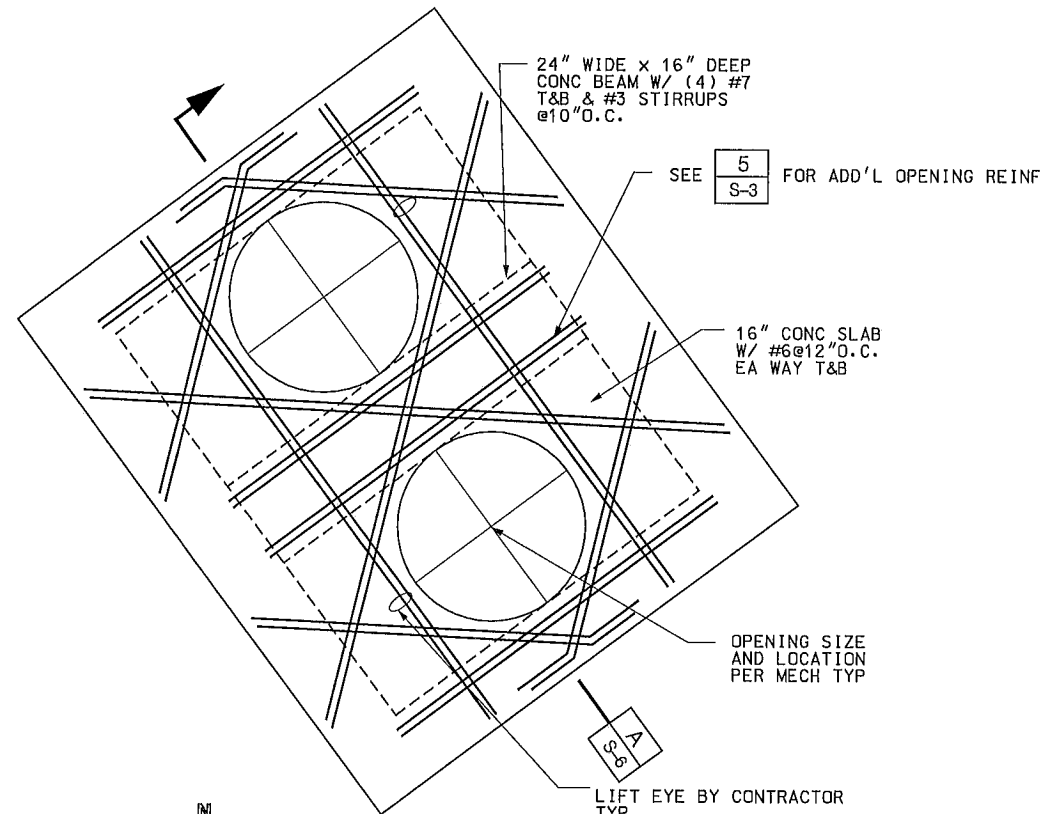 24" WIDE x 16" DEEP
CONC BEAM W/ (4) #7
T&B & #3 STIRRUPS
@10"O.C.
SEE 5 FOR ADD'L OPENING REINF
S-3
16" CONC SLAB
W/ #6@12"O.C.
EA WAY T&B
OPENING SIZE
AND LOCATION
PER MECH TYP
A
S-6
LIFT EYE BY CONTRACTOR
TYP
N